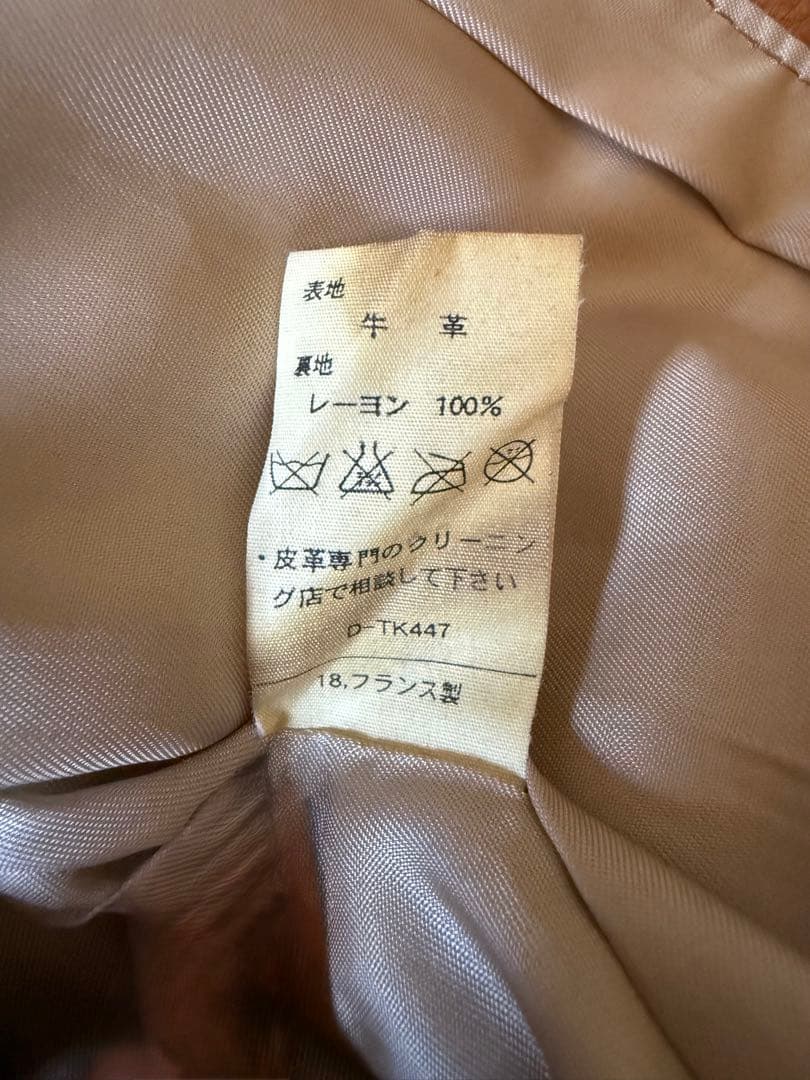 表地
牛 革
裏地
レーヨン 100%
・皮革専門のクリーニン
グ店で相談して下さい
D-TK447
18.フランス製